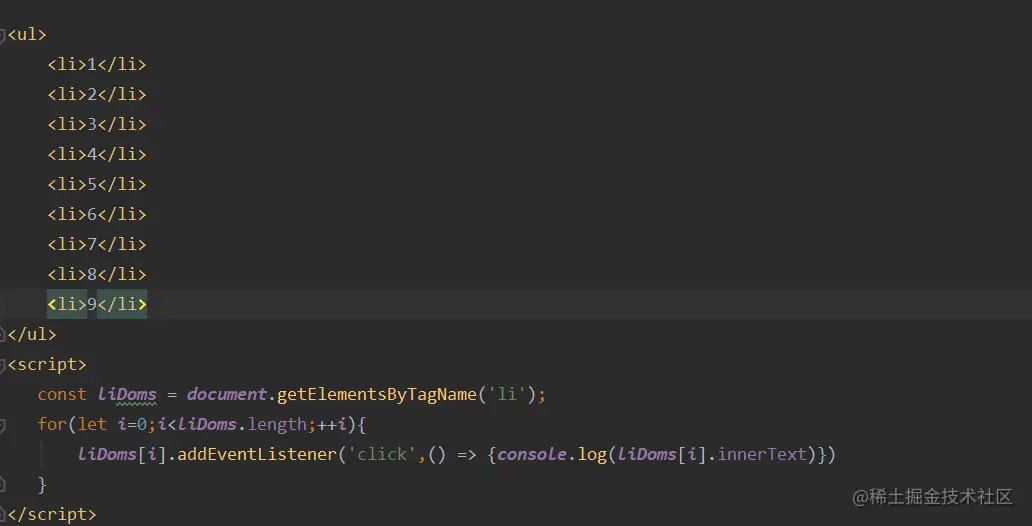 <ul>
    <li>1</li>
    <li>2</li>
    <li>3</li>
    <li>4</li>
    <li>5</li>
    <li>6</li>
    <li>7</li>
    <li>8</li>
    <li>9</li>
</ul>
<script>
   const liDoms = document.getElementsByTagName('li');
   for(let i=0;i<liDoms.length;++i){
       liDoms[i].addEventListener('click',() => {console.log(liDoms[i].innerText)})
   }
</script>
@稀土掘金技术社区